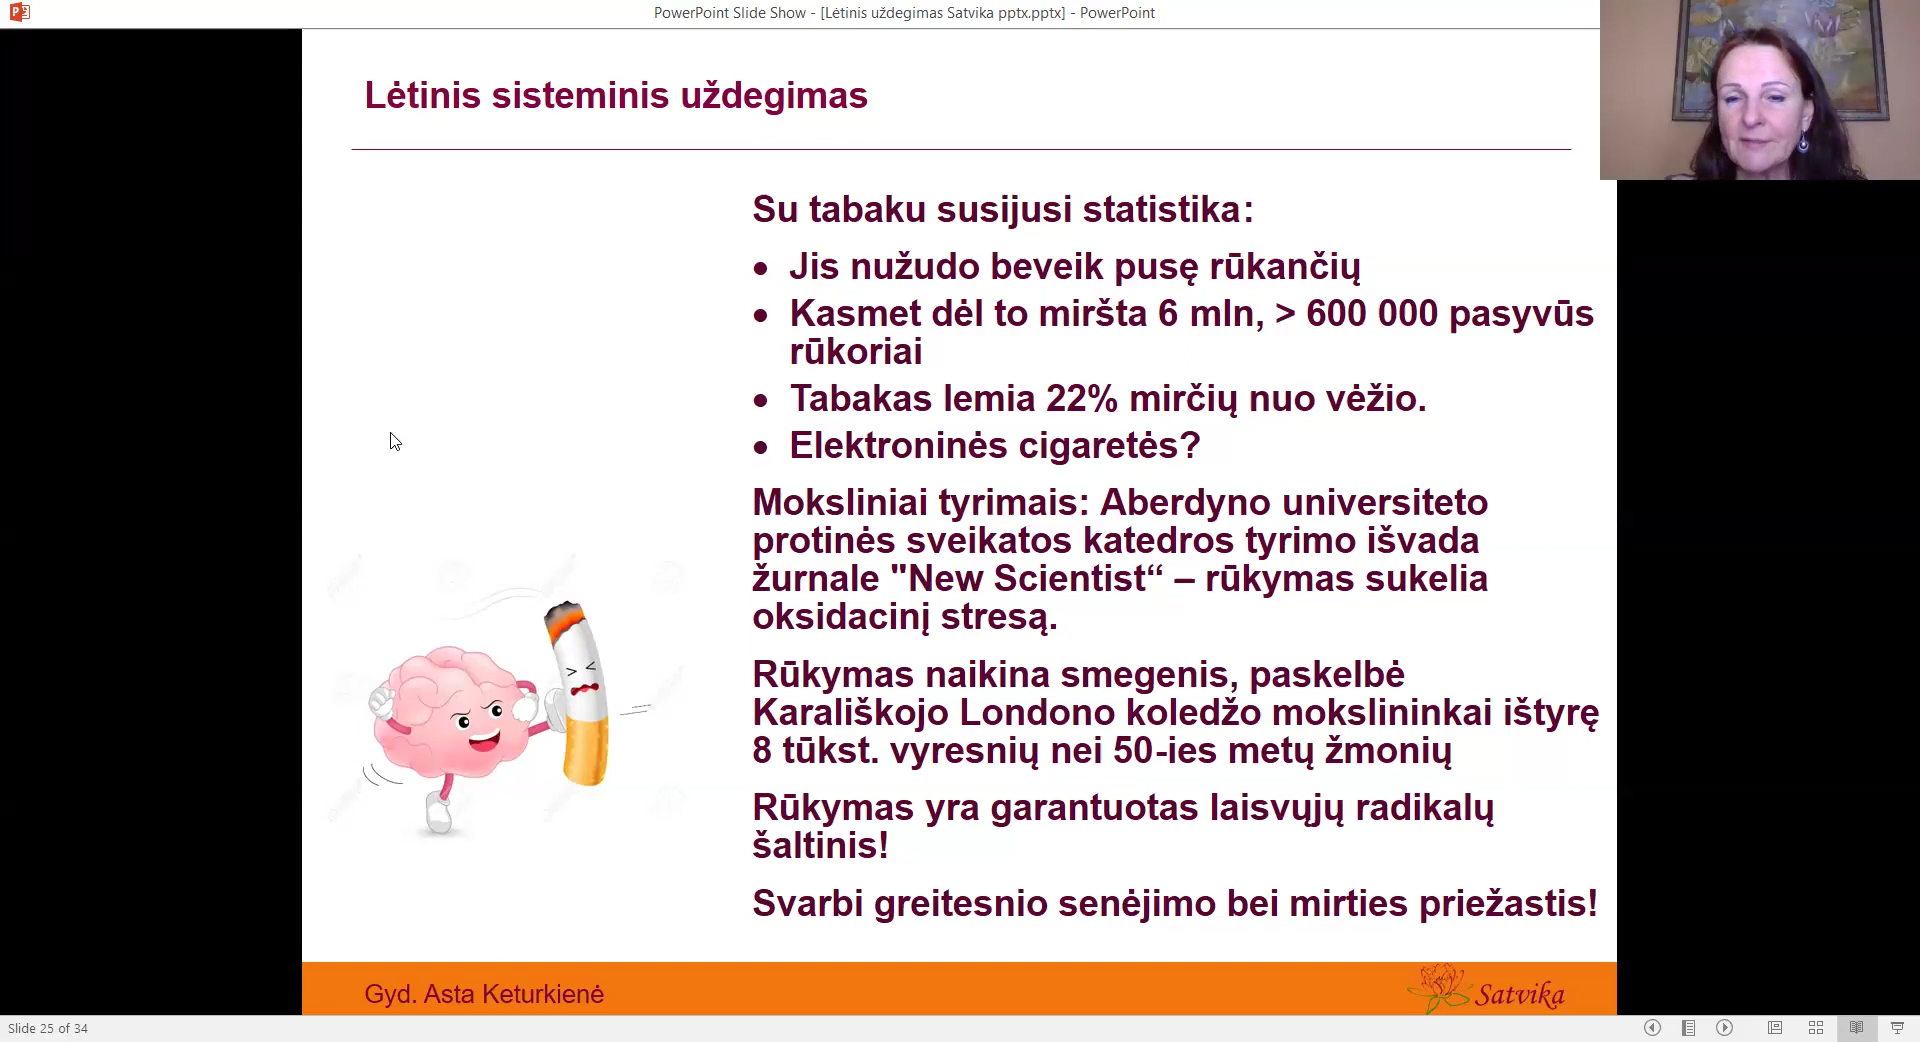 PowerPoint Slide Show - [Lėtinis uždegimas Satvika pptx.pptx] - PowerPoint
Lėtinis sisteminis uždegimas
Su tabaku susijusi statistika:
• Jis nužudo beveik pusę rūkančių
• Kasmet dėl to miršta 6 mln, > 600 000 pasyvūs
rūkoriai
• Tabakas lemia 22% mirčių nuo vėžio.
• Elektroninės cigaretės?
Moksliniai tyrimais: Aberdyno universiteto
protinės sveikatos katedros tyrimo išvada
žurnale "New Scientist“ – rūkymas sukelia
oksidacinį stresą.
Rūkymas naikina smegenis, paskelbė
Karališkojo Londono koledžo mokslininkai ištyrę
8 tūkst. vyresnių nei 50-ies metų žmonių
Rūkymas yra garantuotas laisvųjų radikalų
šaltinis!
Svarbi greitesnio senėjimo bei mirties priežastis!
Gyd. Asta Keturkienė
Satvika
Slide 25 of 34